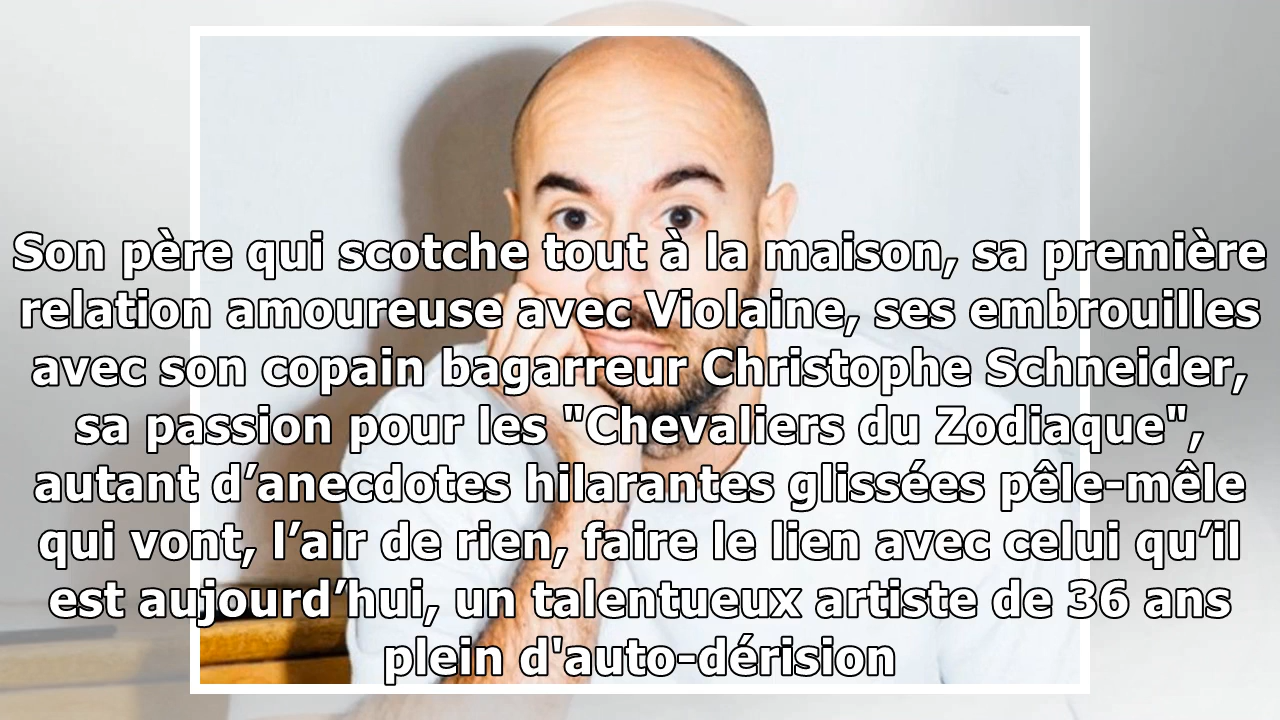 Son père qui scotche tout à la maison, sa première
relation amoureuse avec Violaine, ses embrouilles
avec son copain bagarreur Christophe Schneider,
sa passion pour les "Chevaliers du Zodiaque",
autant d’anecdotes hilarantes glissées pêle-mêle
qui vont, l’air de rien, faire le lien avec celui qu’il
est aujourd’hui, un talentueux artiste de 36 ans
plein d'auto-dérision